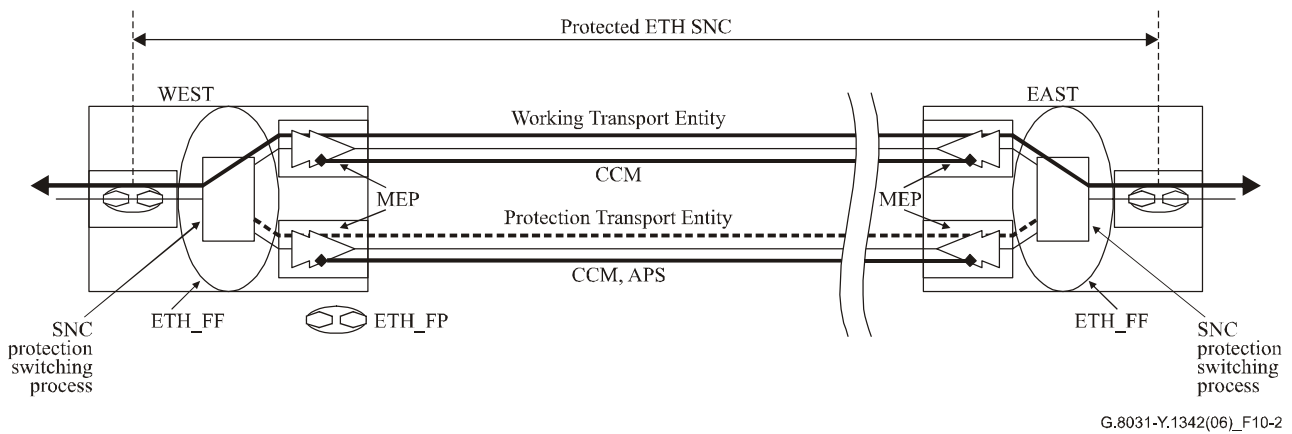 Protected ETH SNC
WEST
EAST
Working Transport Entity
CCM
MEP
MEP
Protection Transport Entity
CCM, APS
ETH_FF
ETH_FP
ETH_FF
SNC
protection
switching
process
SNC
protection
switching
process
G.8031-Y.1342(06)_F10-2